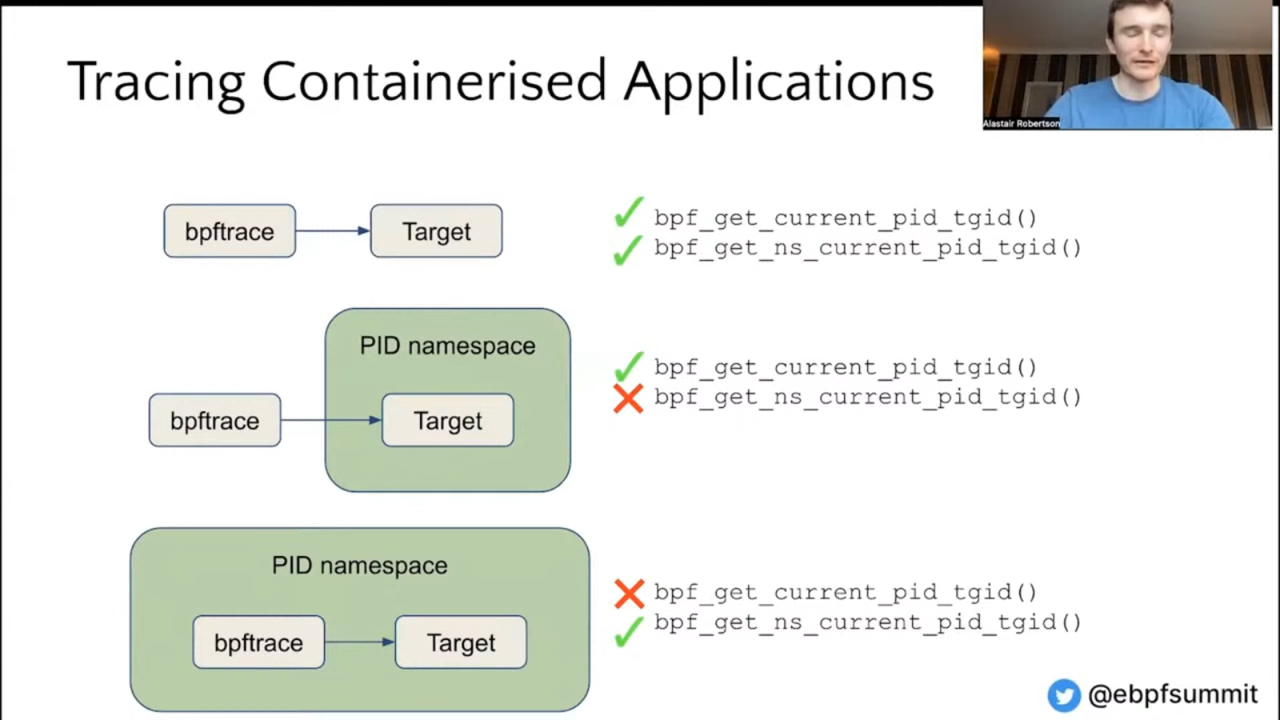 Tracing Containerised Applications
Alastair Robertson
bpftrace
Target
bpf_get_current_pid_tgid()
bpf_get_ns_current_pid_tgid()
PID namespace
bpftrace
Target
bpf_get_current_pid_tgid()
bpf_get_ns_current_pid_tgid()
PID namespace
bpftrace
Target
bpf_get_current_pid_tgid()
bpf_get_ns_current_pid_tgid()
@ebpfsummit